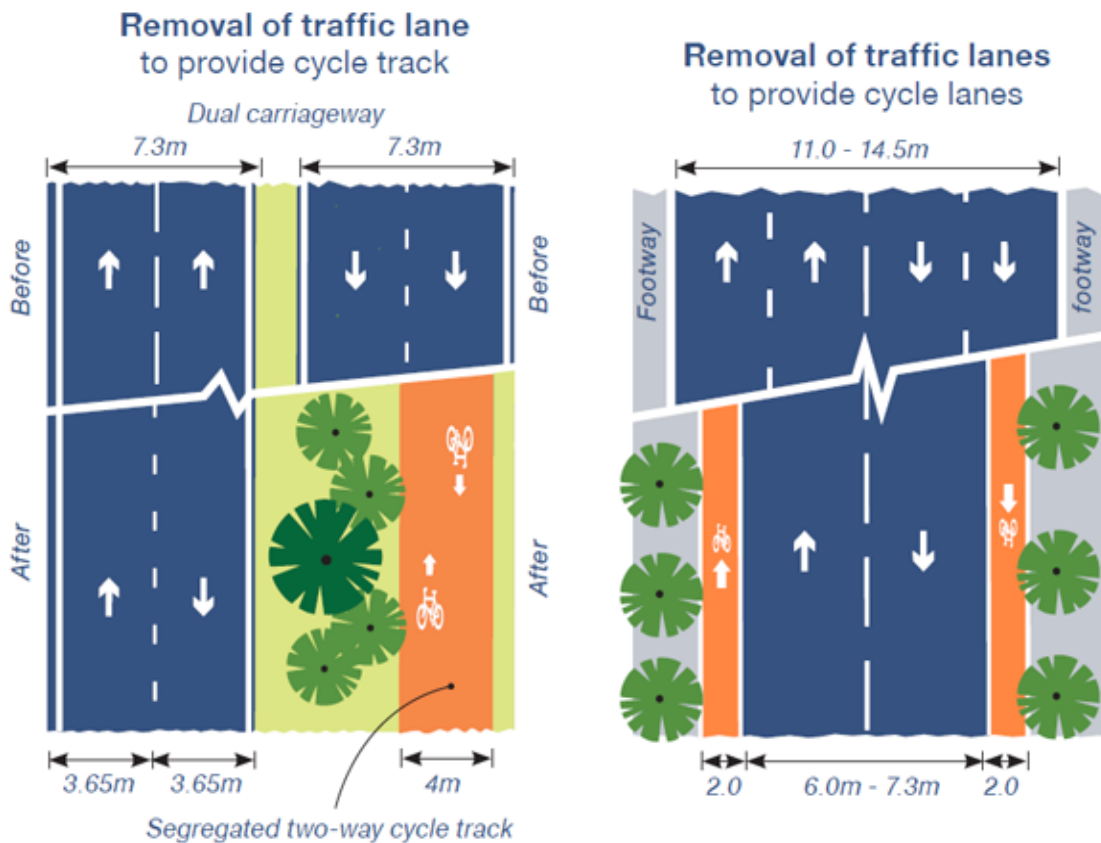 Removal of traffic lane
to provide cycle track
Dual carriageway
7.3m
7.3m
Before
Before
After
After
3.65m
3.65m
4m
Segregated two-way cycle track
Removal of traffic lanes
to provide cycle lanes
11.0 - 14.5m
Footway
footway
2.0
6.0m - 7.3m
2.0